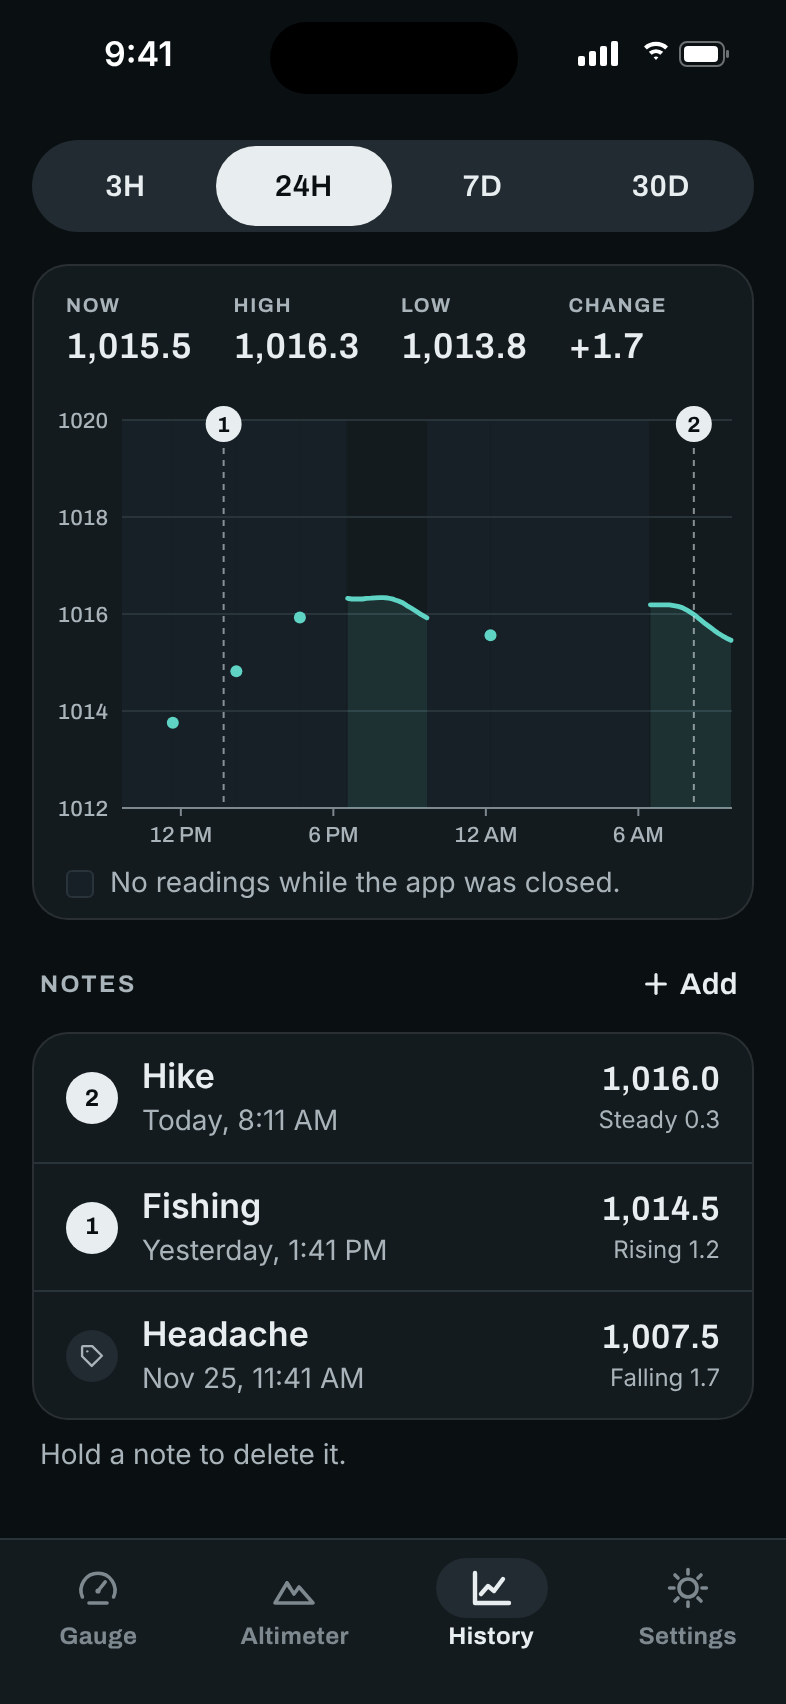 9:41
3H 24H 7D 30D
NOW HIGH LOW CHANGE
1,015.5 1,016.3 1,013.8 +1.7
1 2
1020
1018
1016
1014
1012
12 PM 6 PM 12 AM 6 AM
No readings while the app was closed.
NOTES + Add
2 Hike 1,016.0
Today, 8:11 AM Steady 0.3
1 Fishing 1,014.5
Yesterday, 1:41 PM Rising 1.2
Headache 1,007.5
Nov 25, 11:41 AM Falling 1.7
Hold a note to delete it.
Gauge Altimeter History Settings